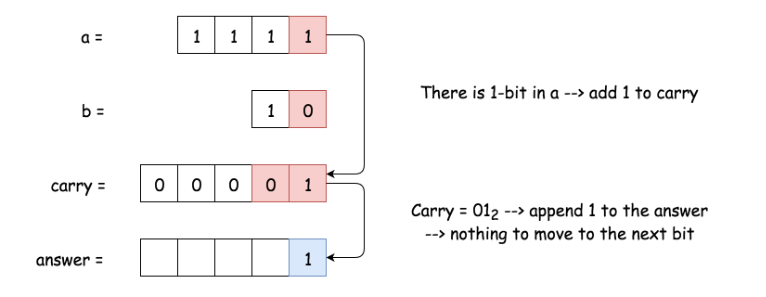 a = 1 1 1 1
There is 1-bit in a --> add 1 to carry
b = 1 0
carry = 0 0 0 0 1
Carry = 01₂ --> append 1 to the answer
--> nothing to move to the next bit
answer = 1